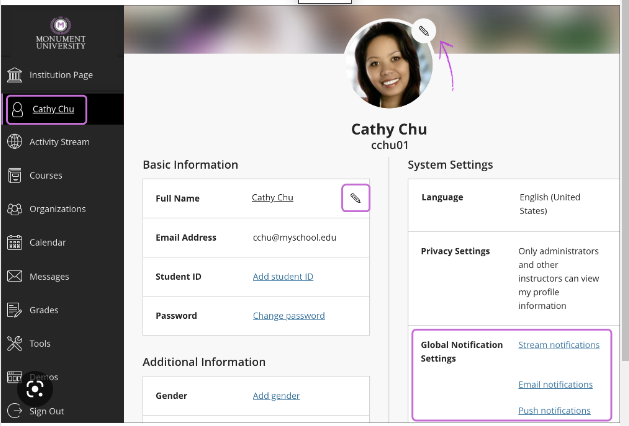 MONUMENT
UNIVERSITY
Institution Page
Cathy Chu
Activity Stream
Courses
Organizations
Calendar
Messages
Grades
Tools
Demos
Sign Out
Cathy Chu
cchu01
Basic Information
Full Name Cathy Chu
Email Address cchu@myschool.edu
Student ID Add student ID
Password Change password
Additional Information
Gender Add gender
System Settings
Language English (United
States)
Privacy Settings Only administrators
and other
instructors can view
my profile
information
Global Notification Stream notifications
Settings
Email notifications
Push notifications